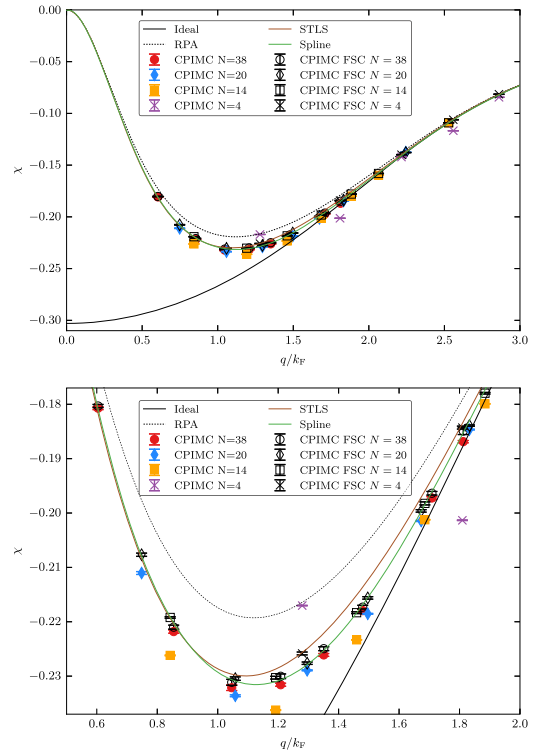 0.00
−0.05
−0.10
−0.15
−0.20
−0.25
−0.30
χ
Ideal
RPA
CPIMC N=38
CPIMC N=20
CPIMC N=14
CPIMC N=4
STLS
Spline
CPIMC FSC N = 38
CPIMC FSC N = 20
CPIMC FSC N = 14
CPIMC FSC N = 4
0.0 0.5 1.0 1.5 2.0 2.5 3.0
q/kF
−0.18
−0.19
−0.20
−0.21
−0.22
−0.23
χ
Ideal
RPA
CPIMC N=38
CPIMC N=20
CPIMC N=14
CPIMC N=4
STLS
Spline
CPIMC FSC N = 38
CPIMC FSC N = 20
CPIMC FSC N = 14
CPIMC FSC N = 4
0.6 0.8 1.0 1.2 1.4 1.6 1.8 2.0
q/kF